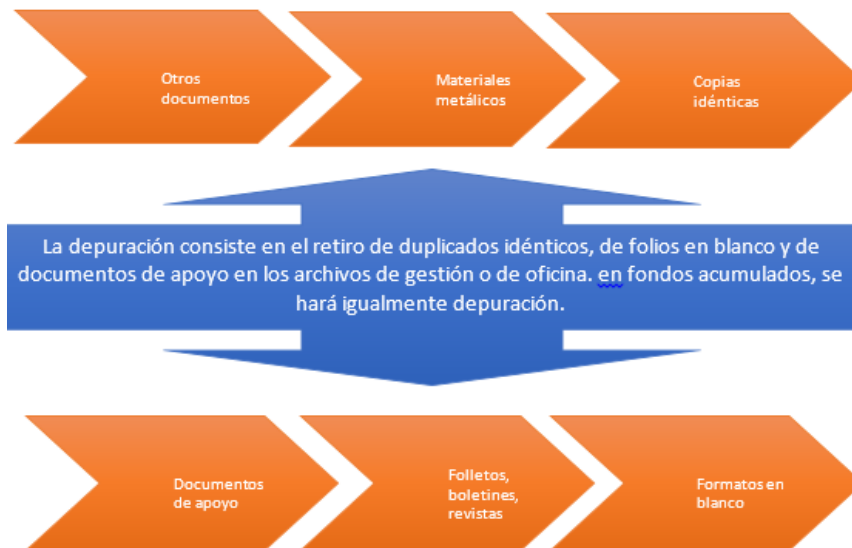 Otros
documentos
Materiales
metálicos
Copias
idénticas
La depuración consiste en el retiro de duplicados idénticos, de folios en blanco y de
documentos de apoyo en los archivos de gestión o de oficina. en fondos acumulados, se
hará igualmente depuración.
Documentos
de apoyo
Folletos,
boletines,
revistas
Formatos en
blanco